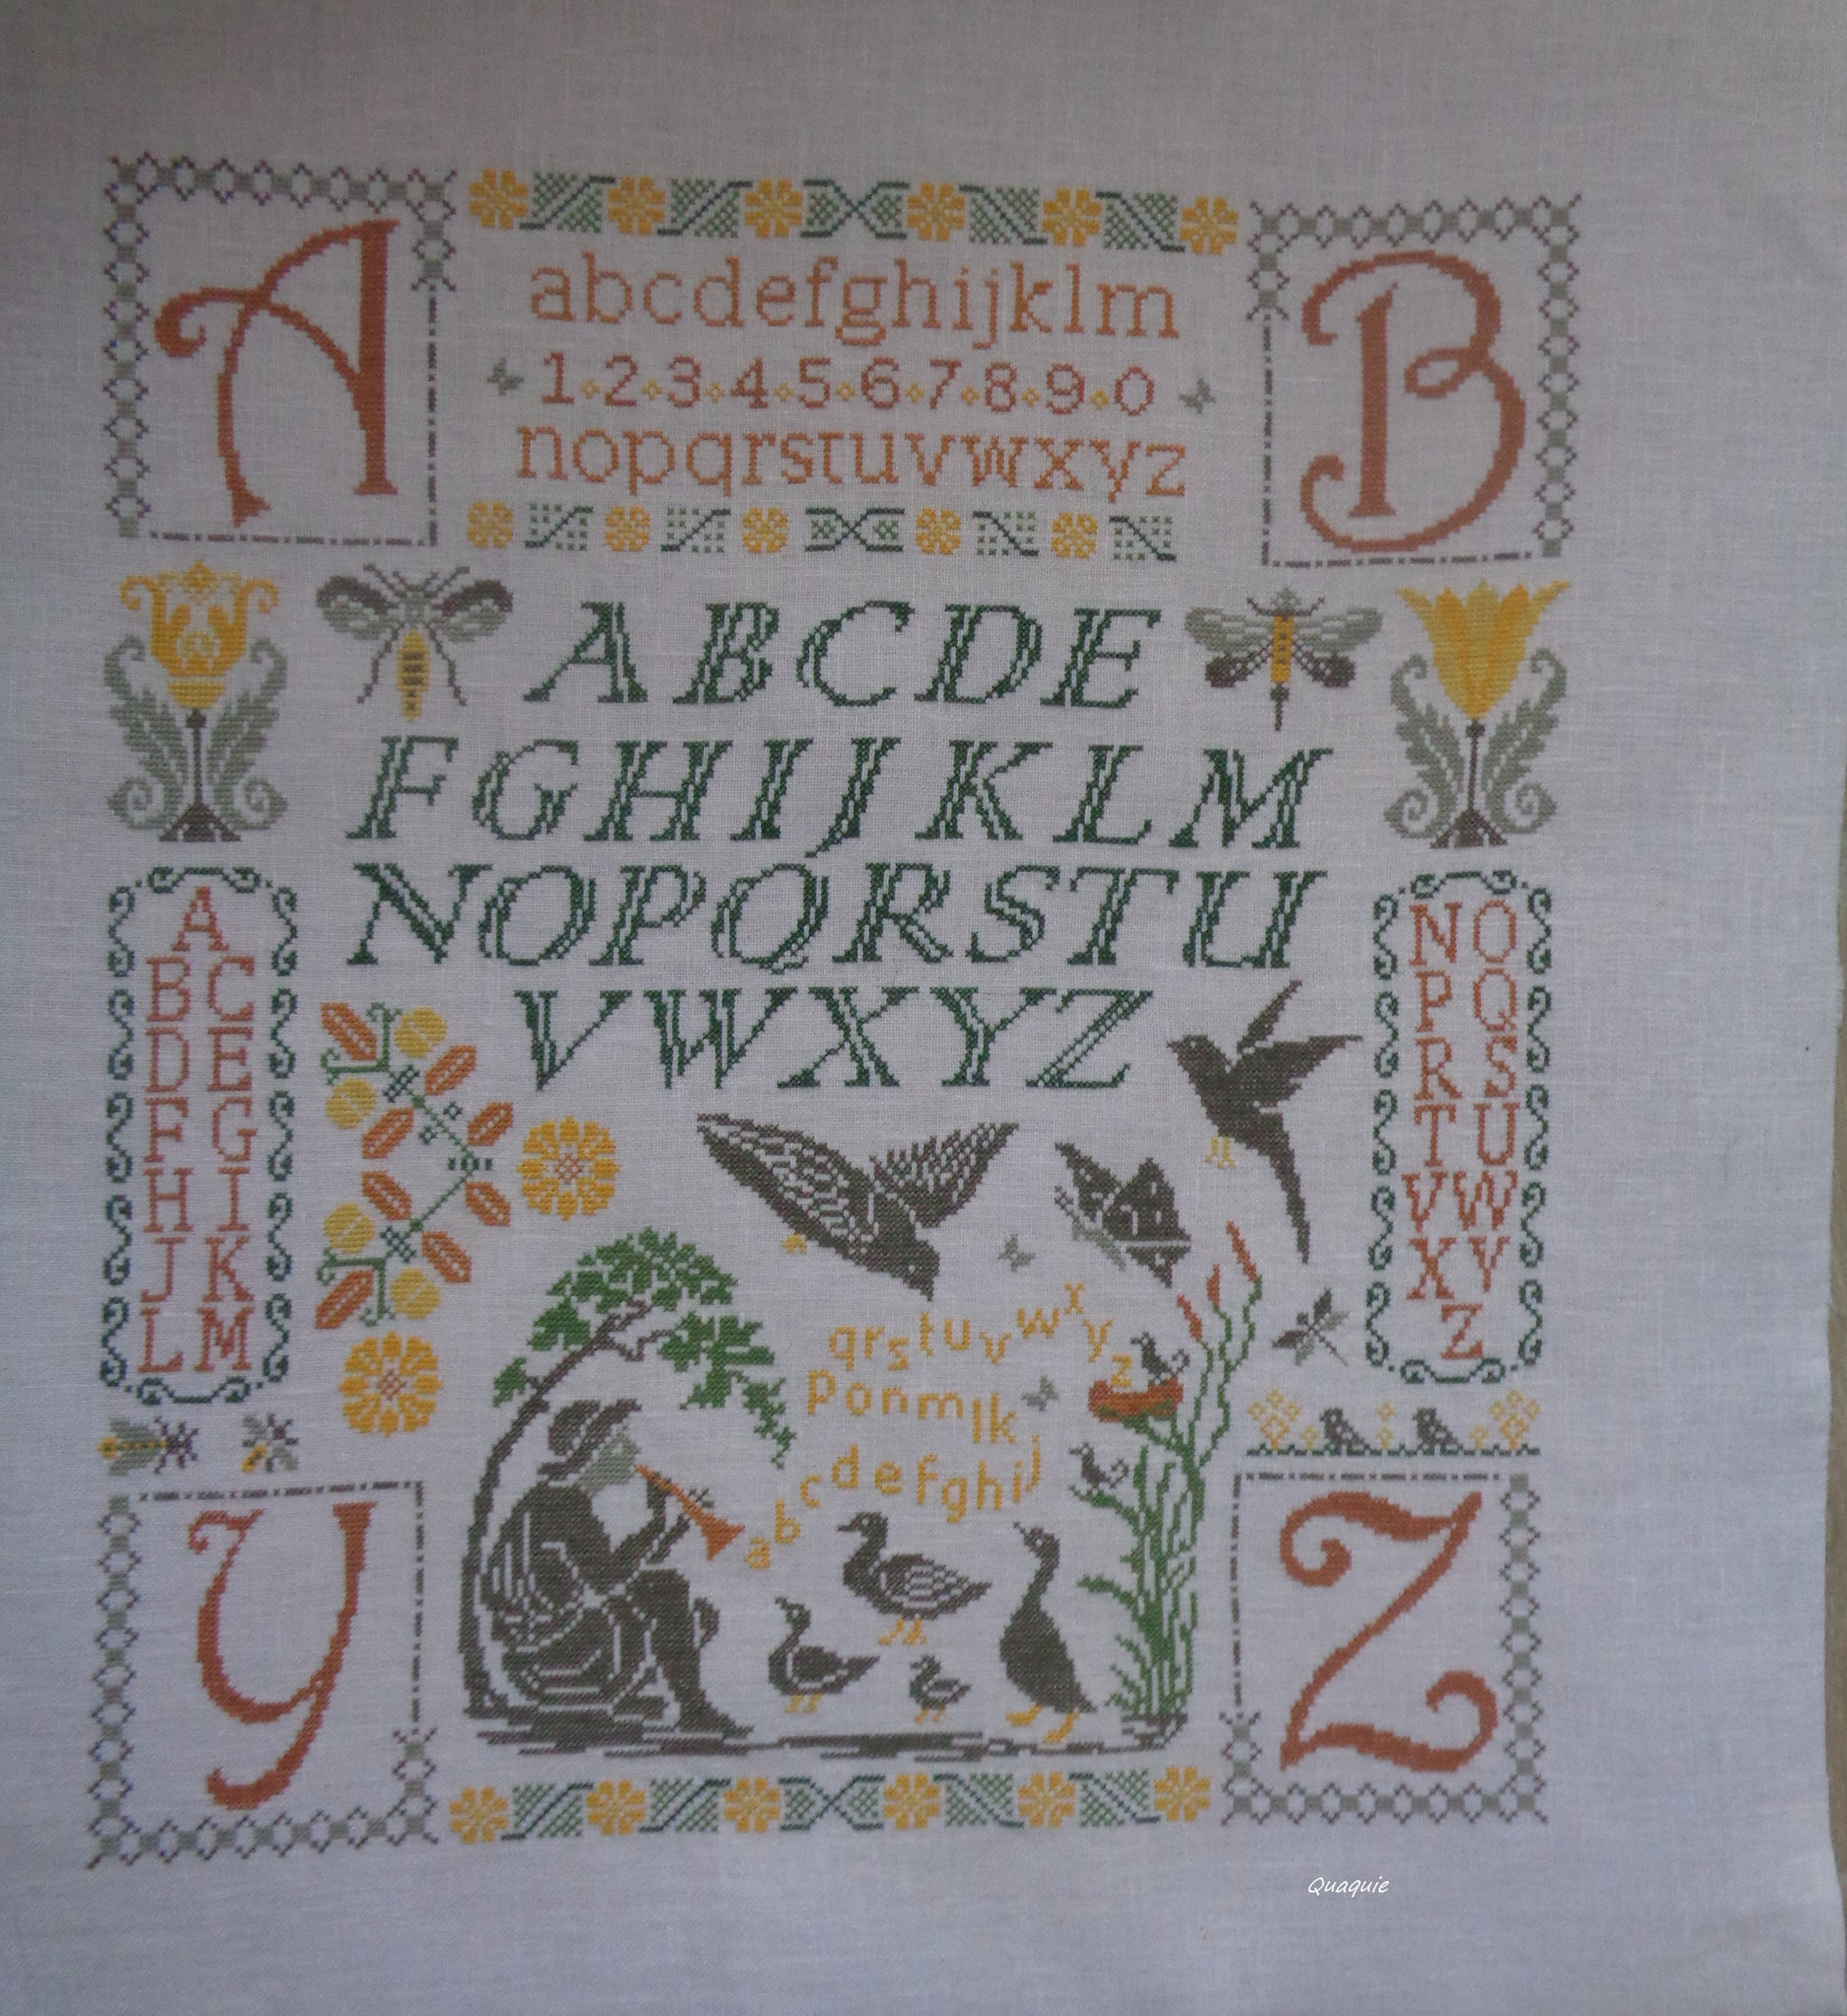 A
abcdefghijklm
1·2·3·4·5·6·7·8·9·0
nopqrstuvwxyz
B
ABCDE
FGHIJKLM
NOPQRSTU
VWXYZ
A
BC
DE
FG
HI
JK
LM
NO
PQ
RS
TU
VW
XY
Z
qrstuvwxyz
ponmlk
abcdefghij
Y
Z
Quaquie